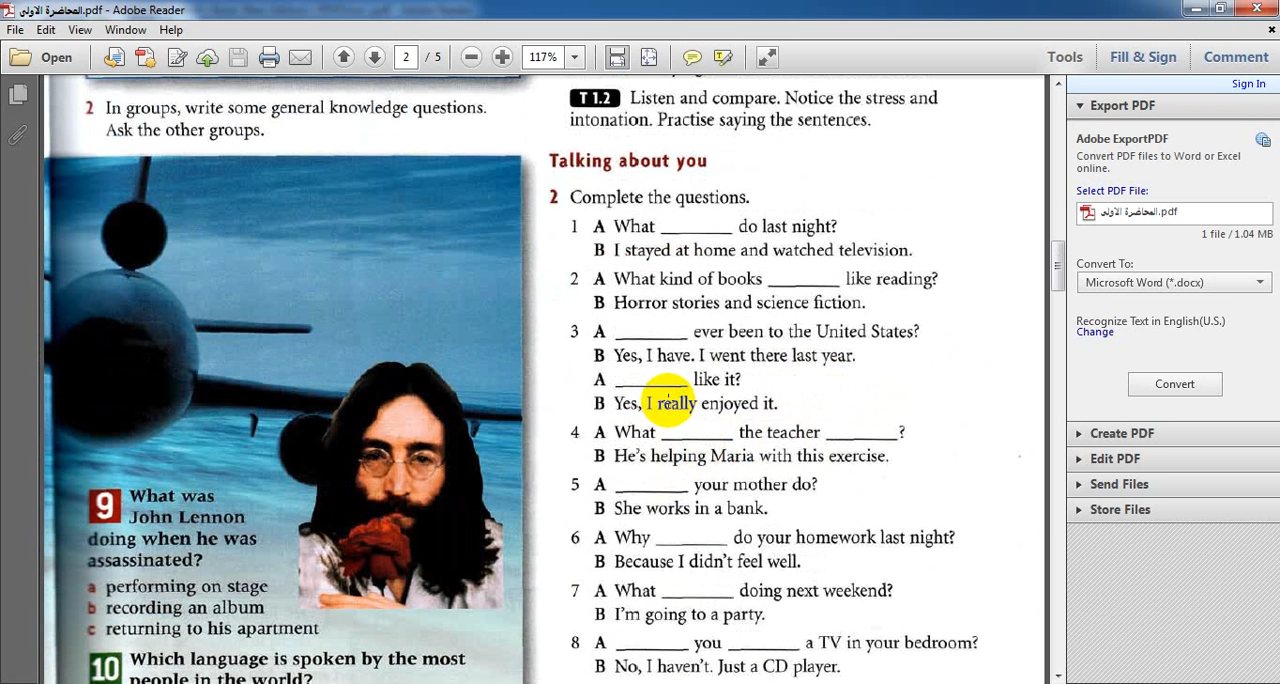 المحاضرة الاولى.pdf - Adobe Reader
File Edit View Window Help
Open 2 / 5 117% Tools Fill & Sign Comment
Sign In
2 In groups, write some general knowledge questions.
Ask the other groups.
9 What was
John Lennon
doing when he was
assassinated?
a performing on stage
b recording an album
c returning to his apartment
10 Which language is spoken by the most
people in the world?
T 1.2 Listen and compare. Notice the stress and
intonation. Practise saying the sentences.
Talking about you
2 Complete the questions.
1 A What ________ do last night?
B I stayed at home and watched television.
2 A What kind of books ________ like reading?
B Horror stories and science fiction.
3 A ________ ever been to the United States?
B Yes, I have. I went there last year.
A ________ like it?
B Yes, I really enjoyed it.
4 A What ________ the teacher ________?
B He's helping Maria with this exercise.
5 A ________ your mother do?
B She works in a bank.
6 A Why ________ do your homework last night?
B Because I didn't feel well.
7 A What ________ doing next weekend?
B I'm going to a party.
8 A ________ you ________ a TV in your bedroom?
B No, I haven't. Just a CD player.
Export PDF
Adobe ExportPDF
Convert PDF files to Word or Excel
online.
Select PDF File:
المحاضرة الاولى.pdf
1 file / 1.04 MB
Convert To:
Microsoft Word (*.docx)
Recognize Text in English(U.S.)
Change
Convert
Create PDF
Edit PDF
Send Files
Store Files